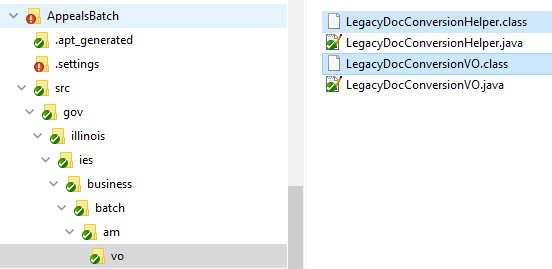 AppealsBatch
.apt_generated
.settings
src
gov
illinois
ies
business
batch
am
vo
LegacyDocConversionHelper.class
LegacyDocConversionHelper.java
LegacyDocConversionVO.class
LegacyDocConversionVO.java